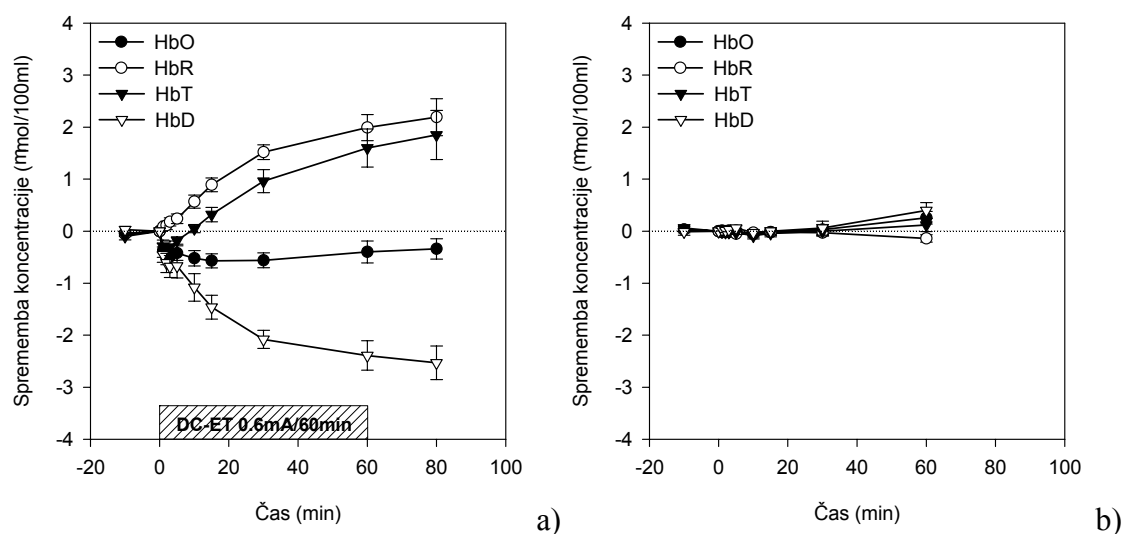 4
3
2
1
0
-1
-2
-3
-4
Sprememba koncentracije (mmol/100ml)
HbO
HbR
HbT
HbD
DC-ET 0.6mA/60min
-20 0 20 40 60 80 100
Čas (min)
a)
4
3
2
1
0
-1
-2
-3
-4
Sprememba koncentracije (mmol/100ml)
HbO
HbR
HbT
HbD
-20 0 20 40 60 80 100
Čas (min)
b)